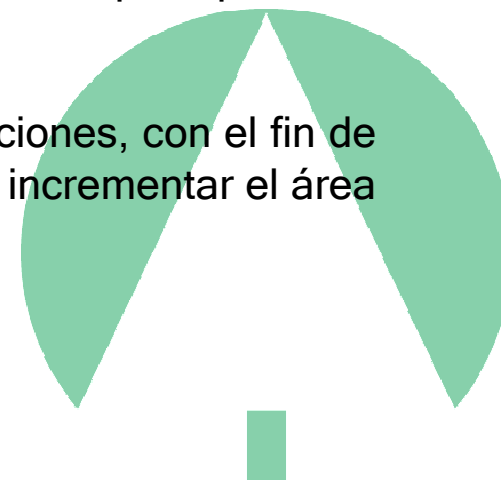 ciones, con el fin de
incrementar el área